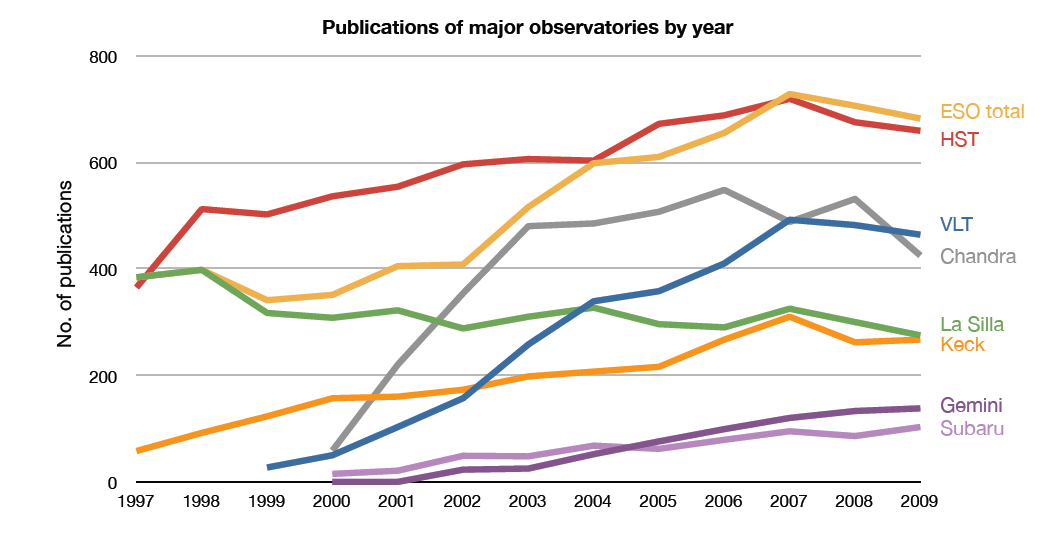 Publications of major observatories by year
No. of publications
800
600
400
200
0
1997 1998 1999 2000 2001 2002 2003 2004 2005 2006 2007 2008 2009
ESO total
HST
VLT
Chandra
La Silla
Keck
Gemini
Subaru